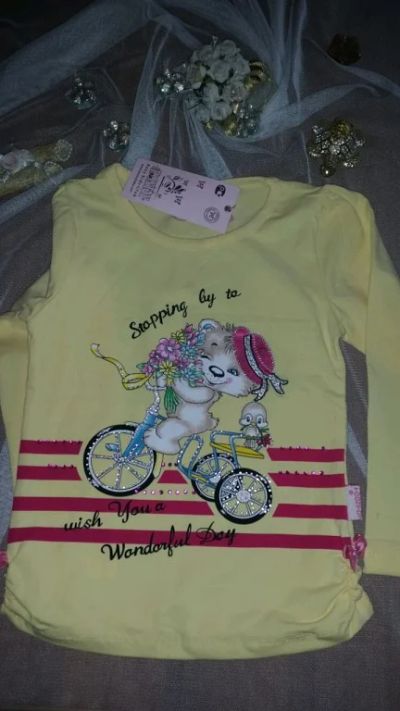 Stopping by to
wish You a
Wonderful Day